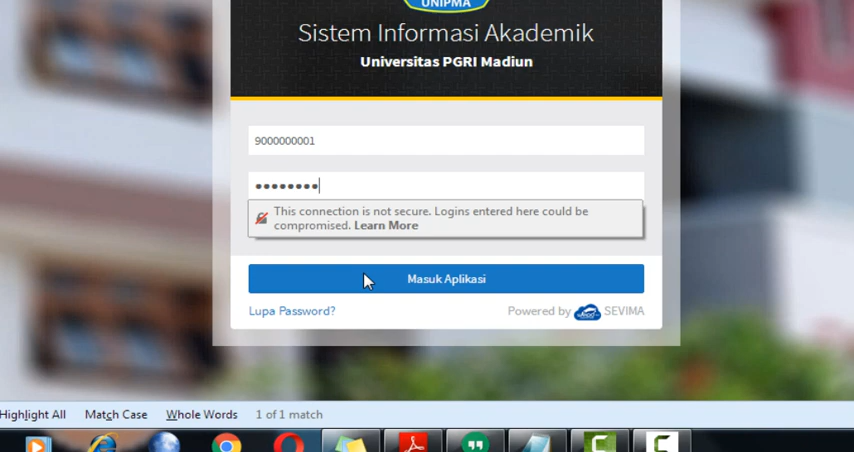 UNIPMA
Sistem Informasi Akademik
Universitas PGRI Madiun
9000000001
This connection is not secure. Logins entered here could be
compromised. Learn More
Masuk Aplikasi
Lupa Password?
Powered by SEVIMA
Highlight All Match Case Whole Words 1 of 1 match